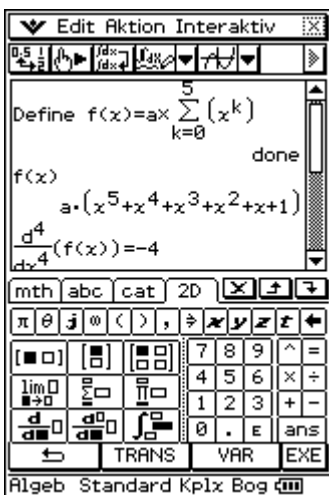 Edit Aktion Interaktiv
Define f(x)=a×∑(x^k)
5
k=0
done
f(x)
a·(x^5+x^4+x^3+x^2+x+1)
d^4/dx^4(f(x))=-4
mth abc cat 2D
π θ j ∞ ( ) , ⇒ x y z t ←
7 8 9 ^ =
lim 4 5 6 × ÷
∑ ∏ 1 2 3 + -
d/d d/d ∫ 0 . E ans
TRANS VAR EXE
Algeb Standard Kplx Bog